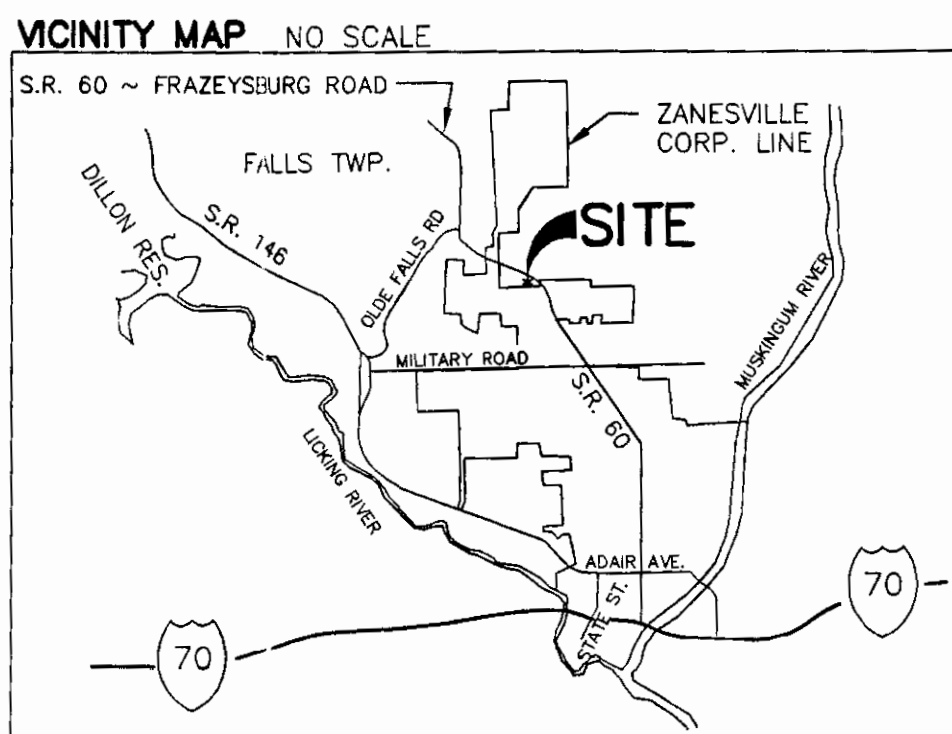 VICINITY MAP NO SCALE
S.R. 60 ~ FRAZEYSBURG ROAD
ZANESVILLE
CORP. LINE
FALLS TWP.
DILLON RES.
S.R. 146
OLDE FALLS RD
SITE
MUSKINGUM RIVER
MILITARY ROAD
S.R. 60
LICKING RIVER
ADAIR AVE.
STATE ST.
70
70